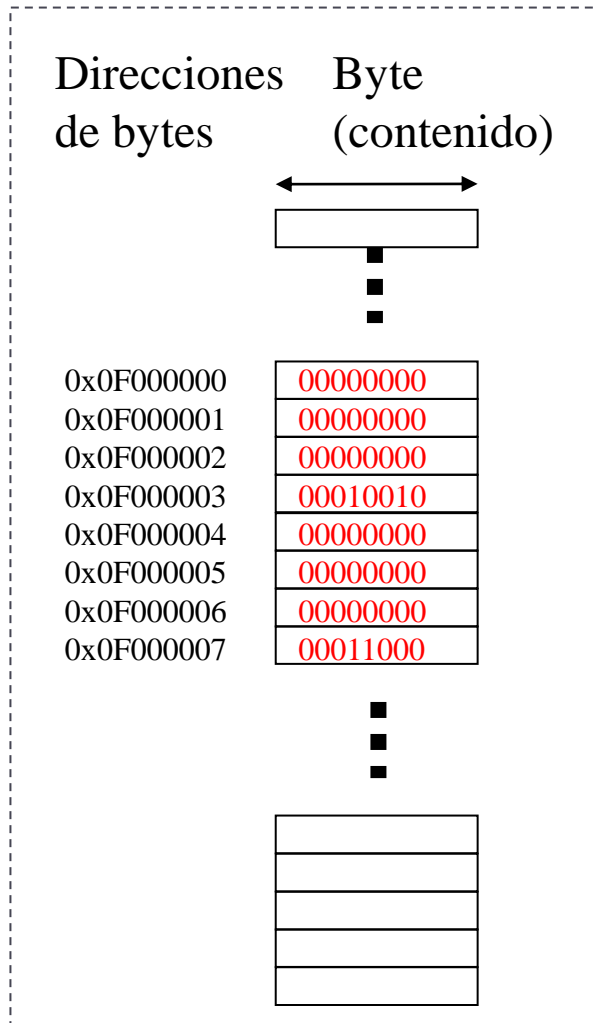 Direcciones Byte
de bytes (contenido)
0x0F000000 00000000
0x0F000001 00000000
0x0F000002 00000000
0x0F000003 00010010
0x0F000004 00000000
0x0F000005 00000000
0x0F000006 00000000
0x0F000007 00011000